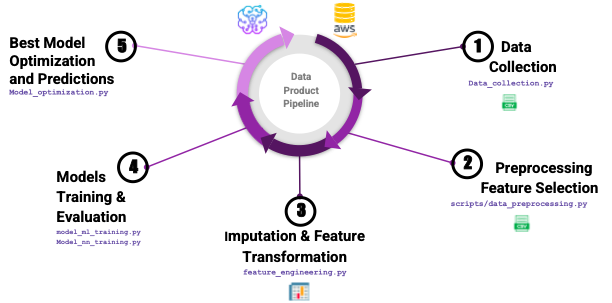 aws
Data
Product
Pipeline
1
Data
Collection
Data_collection.py
CSV
2
Preprocessing
Feature Selection
scripts/data_preprocessing.py
CSV
3
Imputation & Feature
Transformation
feature_engineering.py
4
Models
Training &
Evaluation
model_ml_training.py
Model_nn_training.py
5
Best Model
Optimization
and Predictions
Model_optimization.py